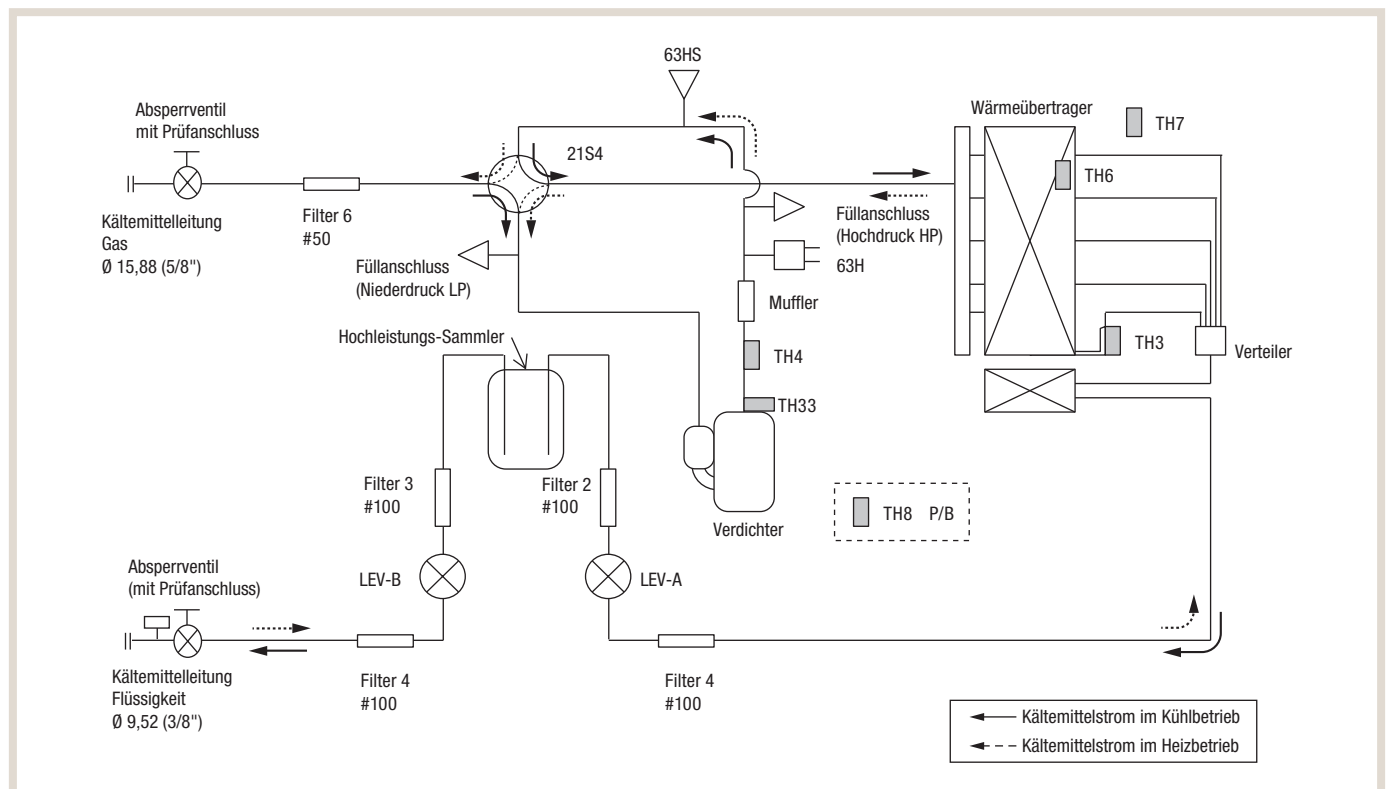 63HS
Absperrventil
mit Prüfanschluss
21S4
Wärmeübertrager
TH7
TH6
Kältemittelleitung
Gas
Ø 15,88 (5/8")
Filter 6
#50
Füllanschluss
(Niederdruck LP)
Füllanschluss
(Hochdruck HP)
63H
Muffler
Hochleistungs-Sammler
TH4
TH3
Verteiler
TH33
Filter 3
#100
Filter 2
#100
Verdichter
TH8 P/B
Absperrventil
(mit Prüfanschluss)
LEV-B
LEV-A
Kältemittelleitung
Flüssigkeit
Ø 9,52 (3/8")
Filter 4
#100
Filter 4
#100
Kältemittelstrom im Kühlbetrieb
Kältemittelstrom im Heizbetrieb